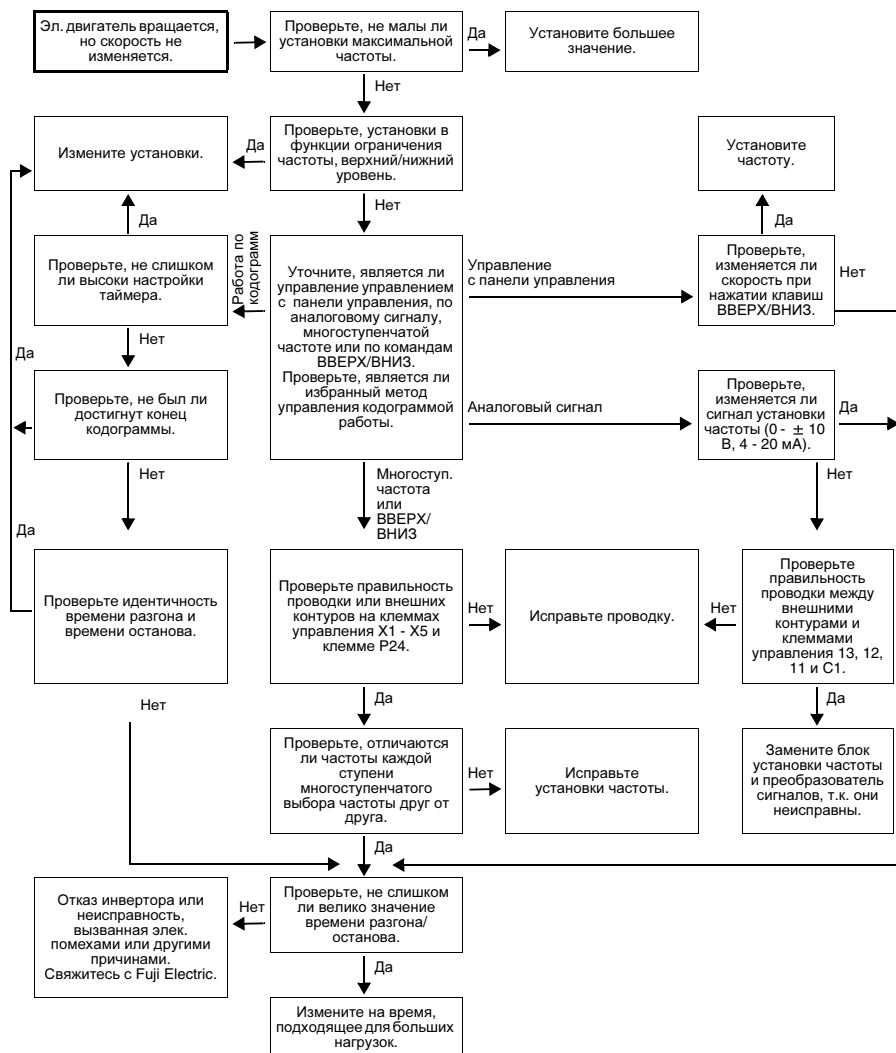 Эл. двигатель вращается,
но скорость не
изменяется.
Проверьте, не малы ли
установки максимальной
частоты.
Да
Установите большее
значение.
Нет
Измените установки.
Да
Проверьте, установки в
функции ограничения
частоты, верхний/нижний
уровень.
Установите
частоту.
Да
Нет
Да
Проверьте, не слишком
ли высоки настройки
таймера.
Работа по
кодограмм
Уточните, является ли
управление управлением
с панели управления, по
аналоговому сигналу,
многоступенчатой
частоте или по командам
ВВЕРХ/ВНИЗ.
Проверьте, является ли
избранный метод
управления кодограммой
работы.
Управление
с панели управления
Проверьте,
изменяется ли
скорость при
нажатии клавиш
ВВЕРХ/ВНИЗ.
Нет
Нет
Да
Проверьте, не был ли
достигнут конец
кодограммы.
Аналоговый сигнал
Проверьте,
изменяется ли
сигнал установки
частоты (0 - ± 10
В, 4 - 20 мА).
Да
Нет
Многоступ.
частота
или
ВВЕРХ/
ВНИЗ
Нет
Да
Проверьте идентичность
времени разгона и
времени останова.
Проверьте правильность
проводки или внешних
контуров на клеммах
управления X1 - X5 и
клемме P24.
Нет
Исправьте проводку.
Нет
Проверьте
правильность
проводки между
внешними
контурами и
клеммами
управления 13, 12,
11 и C1.
Нет
Да
Да
Проверьте, отличаются
ли частоты каждой
ступени
многоступенчатого
выбора частоты друг от
друга.
Нет
Исправьте
установки частоты.
Замените блок
установки частоты
и преобразователь
сигналов, т.к. они
неисправны.
Да
Отказ инвертора или
неисправность,
вызванная элек.
помехами или другими
причинами.
Свяжитесь с Fuji Electric.
Нет
Проверьте, не слишком
ли велико значение
времени разгона/
останова.
Да
Измените на время,
подходящее для больших
нагрузок.